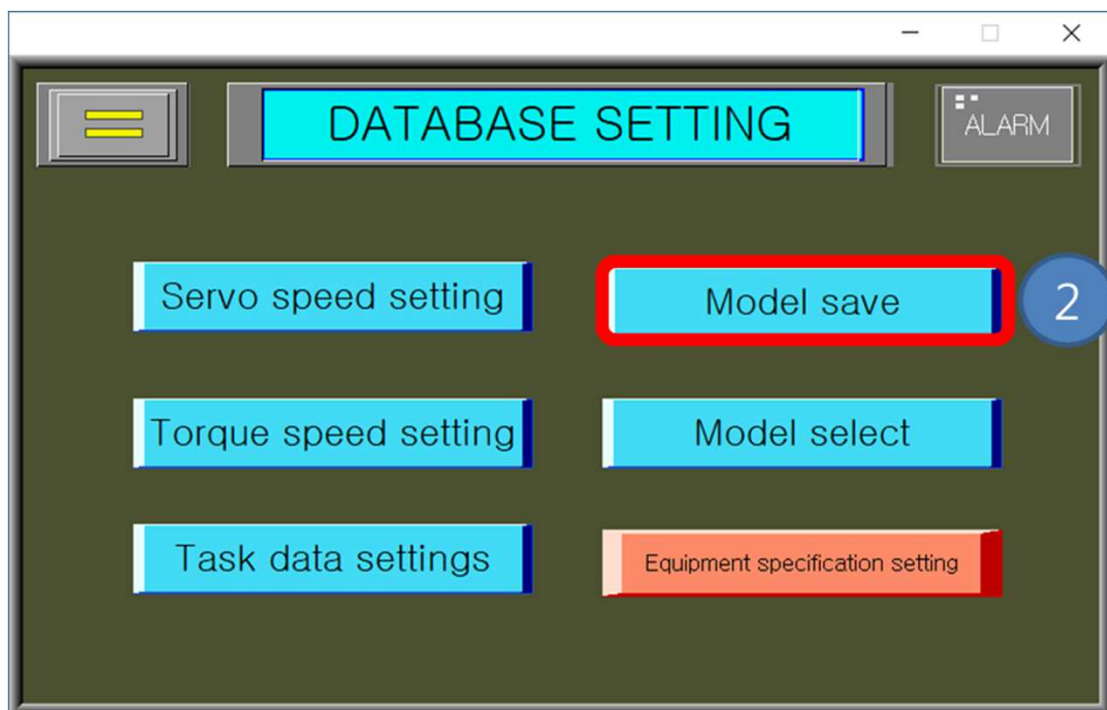 DATABASE SETTING
ALARM
Servo speed setting
Model save
2
Torque speed setting
Model select
Task data settings
Equipment specification setting